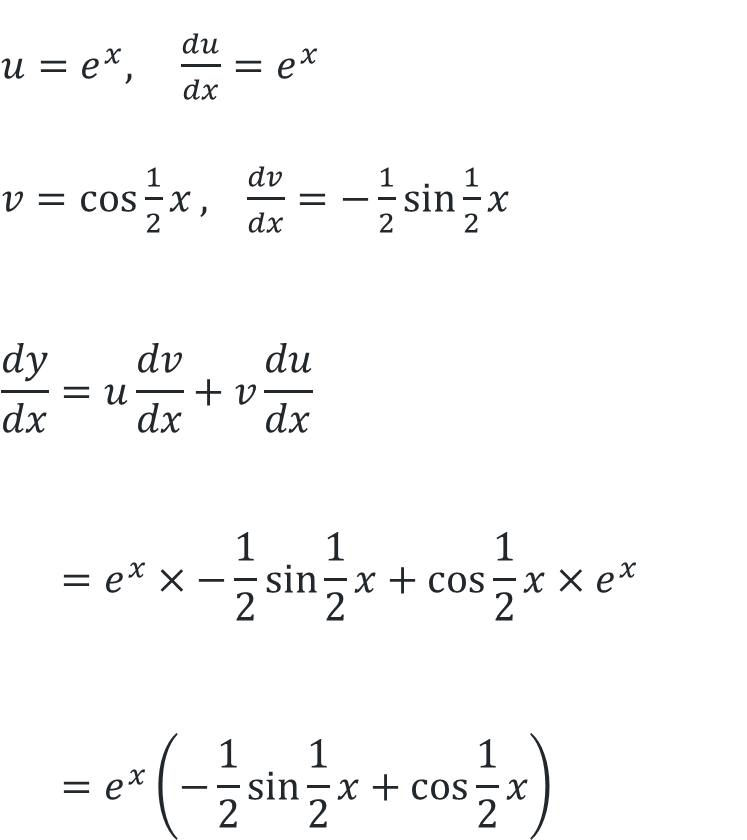 u = e^x, du/dx = e^x
v = cos 1/2 x, dv/dx = −1/2 sin 1/2 x
dy/dx = u dv/dx + v du/dx
= e^x × −1/2 sin 1/2 x + cos 1/2 x × e^x
= e^x (−1/2 sin 1/2 x + cos 1/2 x)